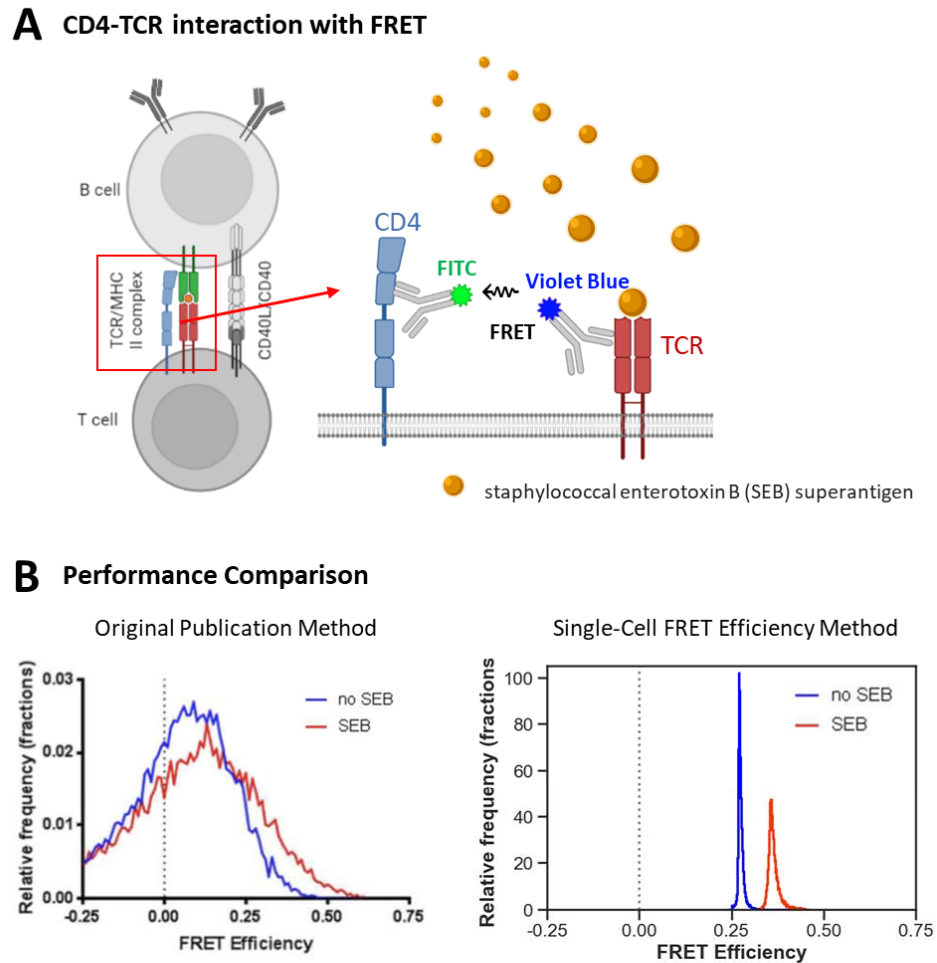 A CD4-TCR interaction with FRET
B cell
TCR/MHC
II complex
CD40L/CD40
T cell
CD4
FITC
Violet Blue
FRET
TCR
staphylococcal enterotoxin B (SEB) superantigen
B Performance Comparison
Original Publication Method
Relative frequency (fractions)
0.03
0.02
0.01
0.00
-0.25
0.00
0.25
0.50
0.75
no SEB
SEB
FRET Efficiency
Single-Cell FRET Efficiency Method
Relative frequency (fractions
100
80
60
40
20
0
-0.25
0.00
0.25
0.50
0.75
no SEB
SEB
FRET Efficiency